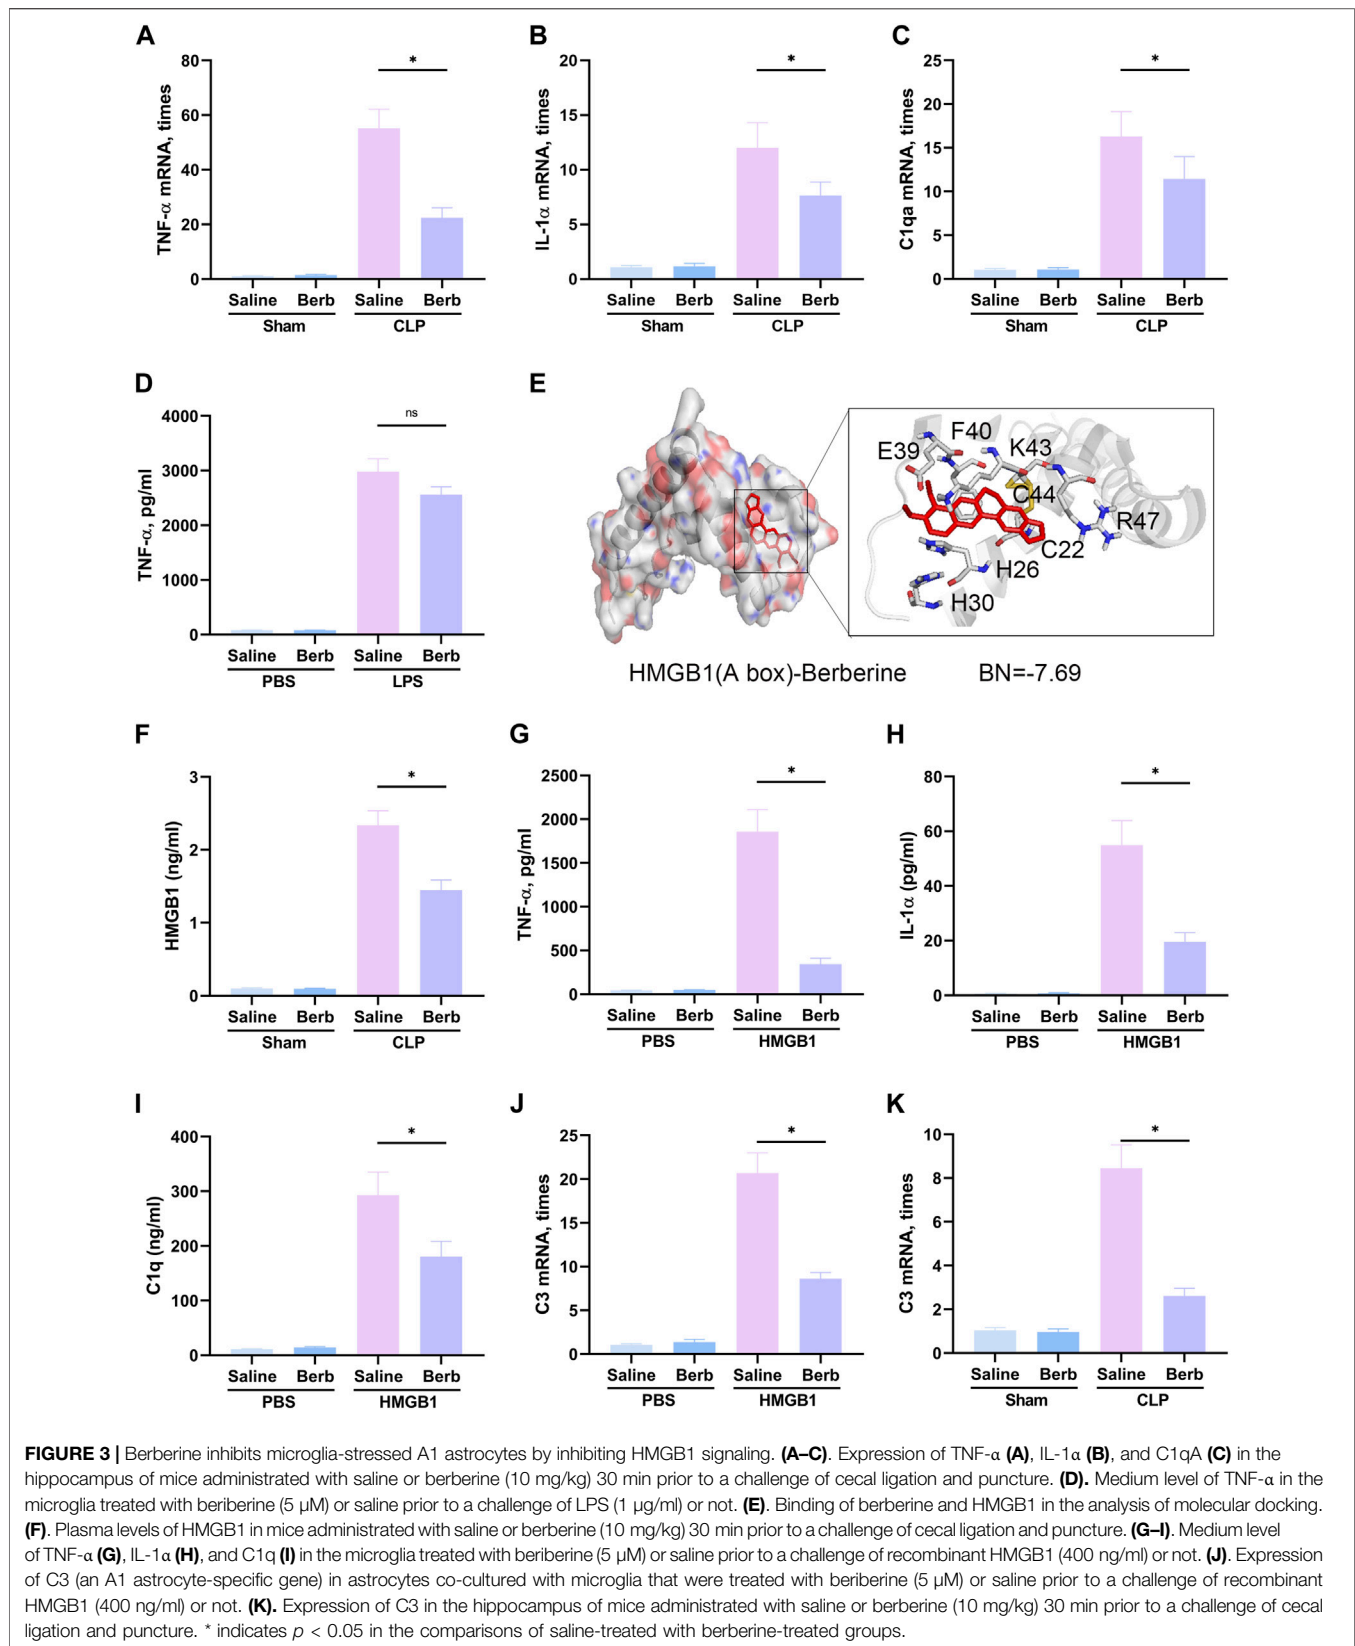 A
TNF-α mRNA, times
80
60
40
20
0
*
Saline Berb Saline Berb
Sham CLP
B
IL-1α mRNA, times
20
15
10
5
0
*
Saline Berb Saline Berb
Sham CLP
C
C1qa mRNA, times
25
20
15
10
5
0
*
Saline Berb Saline Berb
Sham CLP
D
TNF-α, pg/ml
4000
3000
2000
1000
0
ns
Saline Berb Saline Berb
PBS LPS
E
E39
F40
K43
C44
R47
C22
H26
H30
HMGB1(A box)-Berberine BN=-7.69
F
HMGB1 (ng/ml)
3
2
1
0
*
Saline Berb Saline Berb
Sham CLP
G
TNF-α, pg/ml
2500
2000
1500
1000
500
0
*
Saline Berb Saline Berb
PBS HMGB1
H
IL-1α (pg/ml)
80
60
40
20
0
*
Saline Berb Saline Berb
PBS HMGB1
I
C1q (ng/ml)
400
300
200
100
0
*
Saline Berb Saline Berb
PBS HMGB1
J
C3 mRNA, times
25
20
15
10
5
0
*
Saline Berb Saline Berb
PBS HMGB1
K
C3 mRNA, times
10
8
6
4
2
0
*
Saline Berb Saline Berb
Sham CLP
FIGURE 3 | Berberine inhibits microglia-stressed A1 astrocytes by inhibiting HMGB1 signaling. (A–C). Expression of TNF-α (A), IL-1α (B), and C1qA (C) in the
hippocampus of mice administrated with saline or berberine (10 mg/kg) 30 min prior to a challenge of cecal ligation and puncture. (D). Medium level of TNF-α in the
microglia treated with beriberine (5 µM) or saline prior to a challenge of LPS (1 µg/ml) or not. (E). Binding of berberine and HMGB1 in the analysis of molecular docking.
(F). Plasma levels of HMGB1 in mice administrated with saline or berberine (10 mg/kg) 30 min prior to a challenge of cecal ligation and puncture. (G–I). Medium level
of TNF-α (G), IL-1α (H), and C1q (I) in the microglia treated with beriberine (5 µM) or saline prior to a challenge of recombinant HMGB1 (400 ng/ml) or not. (J). Expression
of C3 (an A1 astrocyte-specific gene) in astrocytes co-cultured with microglia that were treated with beriberine (5 µM) or saline prior to a challenge of recombinant
HMGB1 (400 ng/ml) or not. (K). Expression of C3 in the hippocampus of mice administrated with saline or berberine (10 mg/kg) 30 min prior to a challenge of cecal
ligation and puncture. * indicates p < 0.05 in the comparisons of saline-treated with berberine-treated groups.